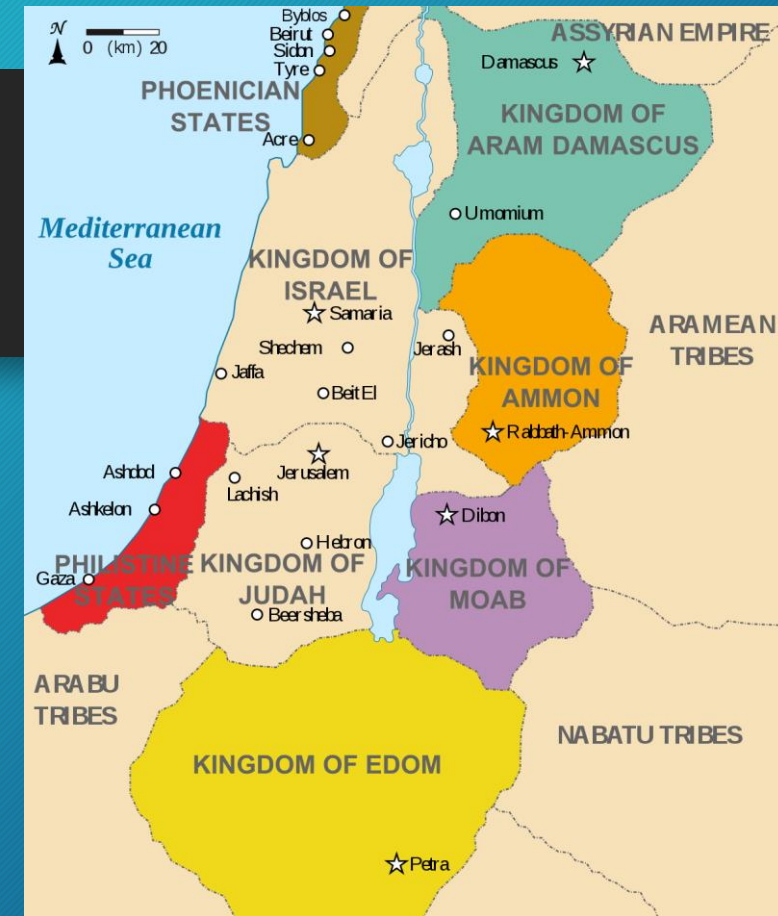 N
0 (km) 20
Byblos
Beirut
Sidon
Tyre
PHOENICIAN
STATES
Acre
ASSYRIAN EMPIRE
Damascus
KINGDOM OF
ARAM DAMASCUS
Umomium
Mediterranean
Sea
KINGDOM OF
ISRAEL
Samaria
Shechem
Jerash
Jaffa
Beit El
ARAMEAN
TRIBES
KINGDOM OF
AMMON
Rabbath-Ammon
Jericho
Jerusalem
Ashdod
Lachish
Ashkelon
Dibon
Hebron
Gaza
PHILISTINE
STATES
KINGDOM OF
JUDAH
Beersheba
KINGDOM OF
MOAB
ARABU
TRIBES
NABATU TRIBES
KINGDOM OF EDOM
Petra